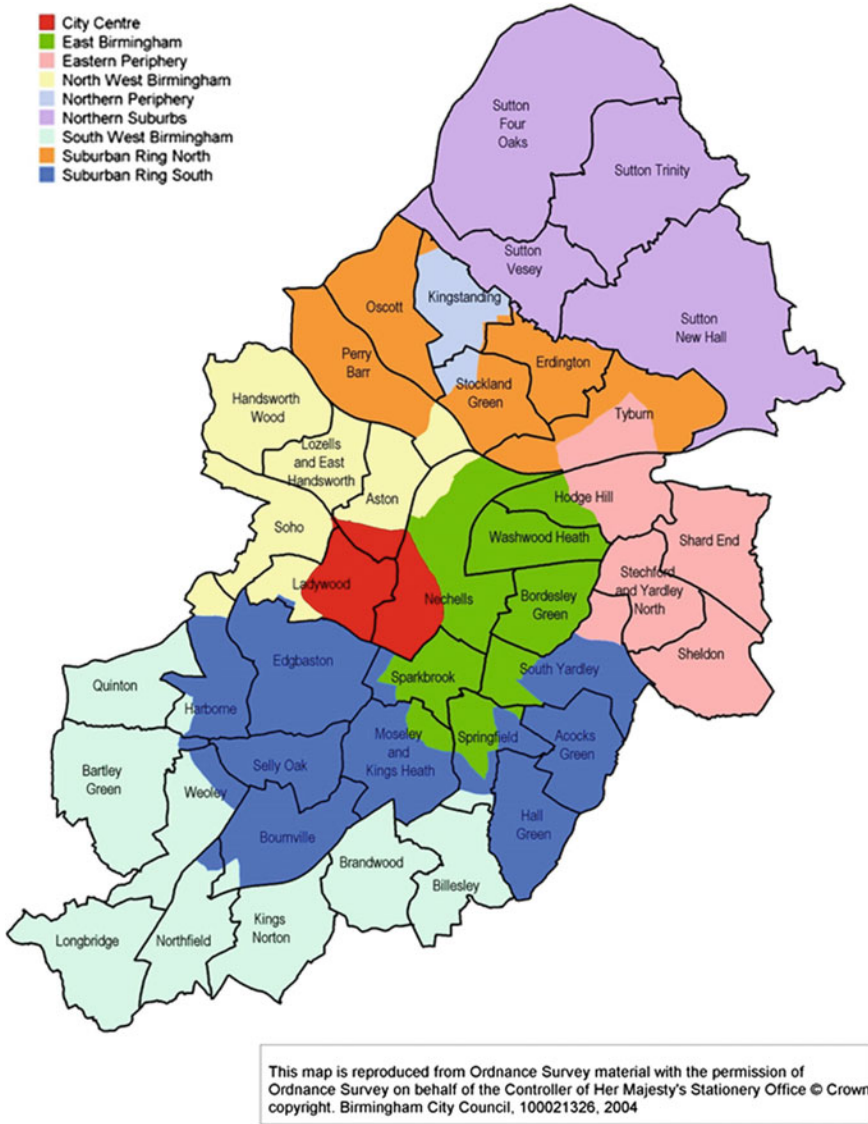 City Centre
East Birmingham
Eastern Periphery
North West Birmingham
Northern Periphery
Northern Suburbs
South West Birmingham
Suburban Ring North
Suburban Ring South
Sutton
Four
Oaks
Sutton Trinity
Sutton
Vesey
Sutton
New Hall
Kingstanding
Oscott
Perry
Barr
Erdington
Stockland
Green
Tyburn
Handsworth
Wood
Lozells
and East
Handsworth
Aston
Hodge Hill
Soho
Washwood Heath
Shard End
Ladywood
Nechells
Bordesley
Green
Stechford
and Yardley
North
Sheldon
Quinton
Edgbaston
Sparkbrook
South Yardley
Harborne
Moseley
and
Kings Heath
Springfield
Acocks
Green
Bartley
Green
Selly Oak
Weoley
Bournville
Hall
Green
Brandwood
Billesley
Longbridge
Northfield
Kings
Norton
This map is reproduced from Ordnance Survey material with the permission of
Ordnance Survey on behalf of the Controller of Her Majesty's Stationery Office © Crown
copyright. Birmingham City Council, 100021326, 2004